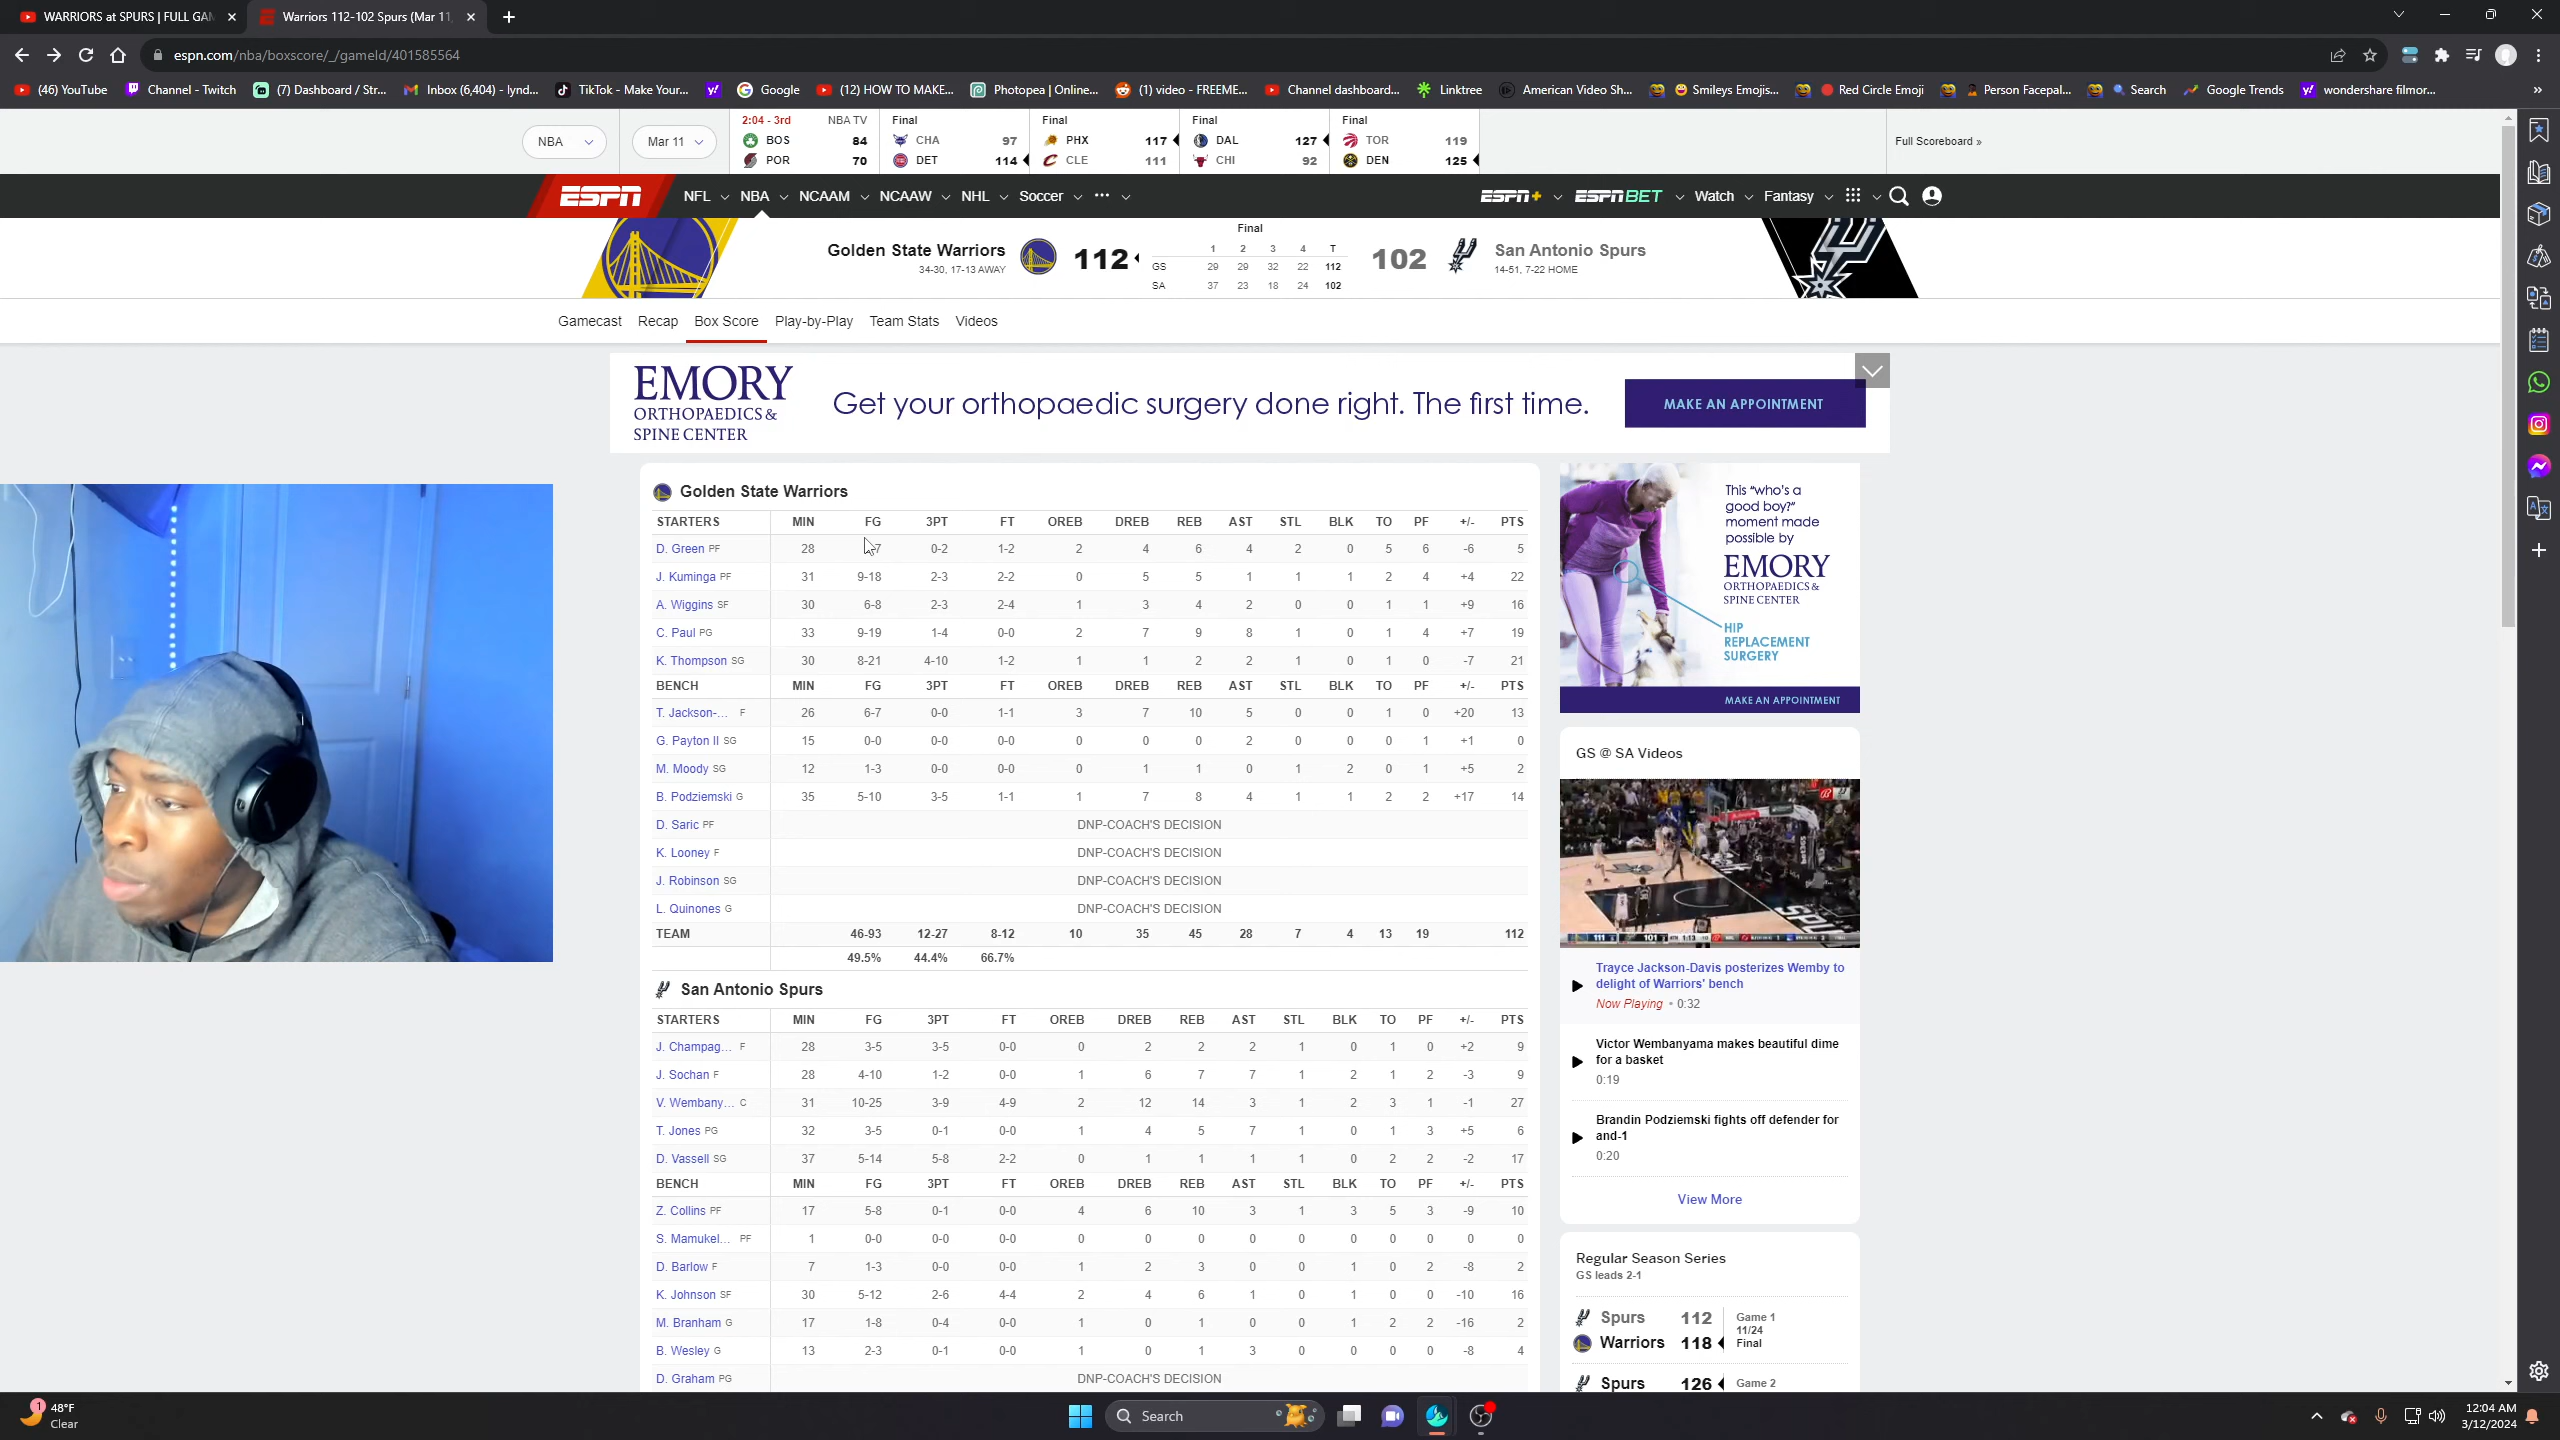 WARRIORS at SPURS | FULL GAM
Warriors 112-102 Spurs (Mar 11,
espn.com/nba/boxscore/_/gameId/401585564
(46) YouTube
Channel - Twitch
(7) Dashboard / Str...
Inbox (6,404) - lynd...
TikTok - Make Your...
Google
(12) HOW TO MAKE...
Photopea | Online...
(1) video - FREEME...
Channel dashboard...
Linktree
American Video Sh...
Smileys Emojis...
Red Circle Emoji
Person Facepal...
Search
Google Trends
wondershare filmor...
NBA
Mar 11
2:04 - 3rd NBA TV
BOS 84
POR 70
Final
CHA 97
DET 114
Final
PHX 117
CLE 111
Final
DAL 127
CHI 92
Final
TOR 119
DEN 125
Full Scoreboard »
ESPN NFL NBA NCAAM NCAAW NHL Soccer ... ESPN+ ESPN BET Watch Fantasy
Golden State Warriors
34-30, 17-13 AWAY
112
Final
1 2 3 4 T
GS 29 29 32 22 112
SA 37 23 18 24 102
102
San Antonio Spurs
14-51, 7-22 HOME
Gamecast Recap Box Score Play-by-Play Team Stats Videos
EMORY
ORTHOPAEDICS &
SPINE CENTER
Get your orthopaedic surgery done right. The first time.
MAKE AN APPOINTMENT
Golden State Warriors
STARTERS MIN FG 3PT FT OREB DREB REB AST STL BLK TO PF +/- PTS
D. Green PF 28 -7 0-2 1-2 2 4 6 4 2 0 5 6 -6 5
J. Kuminga PF 31 9-18 2-3 2-2 0 5 5 1 1 1 2 4 +4 22
A. Wiggins SF 30 6-8 2-3 2-4 1 3 4 2 0 0 1 1 +9 16
C. Paul PG 33 9-19 1-4 0-0 2 7 9 8 1 0 1 4 +7 19
K. Thompson SG 30 8-21 4-10 1-2 1 1 2 2 1 0 1 0 -7 21
BENCH MIN FG 3PT FT OREB DREB REB AST STL BLK TO PF +/- PTS
T. Jackson-... F 26 6-7 0-0 1-1 3 7 10 5 0 0 1 0 +20 13
G. Payton II SG 15 0-0 0-0 0-0 0 0 0 2 0 0 0 1 +1 0
M. Moody SG 12 1-3 0-0 0-0 0 1 1 0 1 2 0 1 +5 2
B. Podziemski G 35 5-10 3-5 1-1 1 7 8 4 1 1 2 2 +17 14
D. Saric PF DNP-COACH'S DECISION
K. Looney F DNP-COACH'S DECISION
J. Robinson SG DNP-COACH'S DECISION
L. Quinones G DNP-COACH'S DECISION
TEAM 46-93 12-27 8-12 10 35 45 28 7 4 13 19 112
49.5% 44.4% 66.7%
San Antonio Spurs
STARTERS MIN FG 3PT FT OREB DREB REB AST STL BLK TO PF +/- PTS
J. Champag... F 28 3-5 3-5 0-0 0 2 2 2 1 0 1 0 +2 9
J. Sochan F 28 4-10 1-2 0-0 1 6 7 7 1 2 1 2 -3 9
V. Wembany... C 31 10-25 3-9 4-9 2 12 14 3 1 2 3 1 -1 27
T. Jones PG 32 3-5 0-1 0-0 1 4 5 7 1 0 1 3 +5 6
D. Vassell SG 37 5-14 5-8 2-2 0 1 1 1 1 0 2 2 -2 17
BENCH MIN FG 3PT FT OREB DREB REB AST STL BLK TO PF +/- PTS
Z. Collins PF 17 5-8 0-1 0-0 4 6 10 3 1 3 5 3 -9 10
S. Mamukel... PF 1 0-0 0-0 0-0 0 0 0 0 0 0 0 0 0 0
D. Barlow F 7 1-3 0-0 0-0 1 2 3 0 0 1 0 2 -8 2
K. Johnson SF 30 5-12 2-6 4-4 2 4 6 1 0 1 0 0 -10 16
M. Branham G 17 1-8 0-4 0-0 1 0 1 0 0 1 2 2 -16 2
B. Wesley G 13 2-3 0-1 0-0 1 0 1 3 0 0 0 0 -8 4
D. Graham PG DNP-COACH'S DECISION
This "who's a
good boy?"
moment made
possible by
EMORY
ORTHOPAEDICS &
SPINE CENTER
HIP
REPLACEMENT
SURGERY
MAKE AN APPOINTMENT
GS @ SA Videos
111 101 4TH 1:13
Trayce Jackson-Davis posterizes Wemby to
delight of Warriors' bench
Now Playing • 0:32
Victor Wembanyama makes beautiful dime
for a basket
0:19
Brandin Podziemski fights off defender for
and-1
0:20
View More
Regular Season Series
GS leads 2-1
Spurs 112 Game 1
11/24
Warriors 118 Final
Spurs 126 Game 2
1
48°F
Clear
Search
12:04 AM
3/12/2024